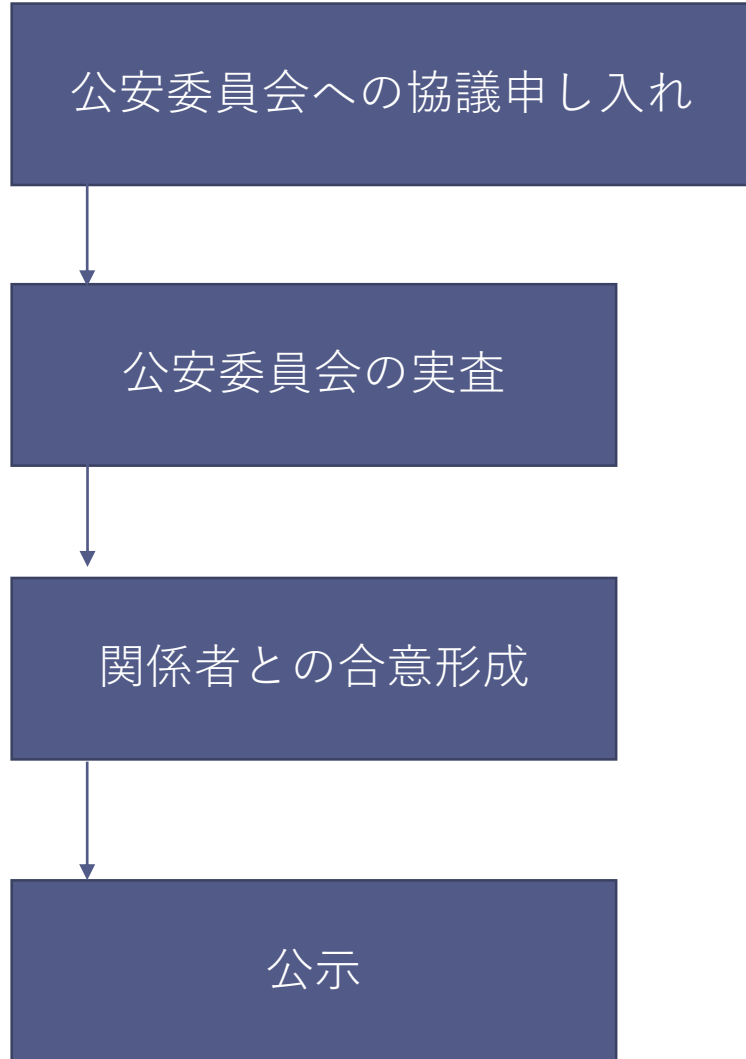 公安委員会への協議申し入れ
公安委員会の実査
関係者との合意形成
公示